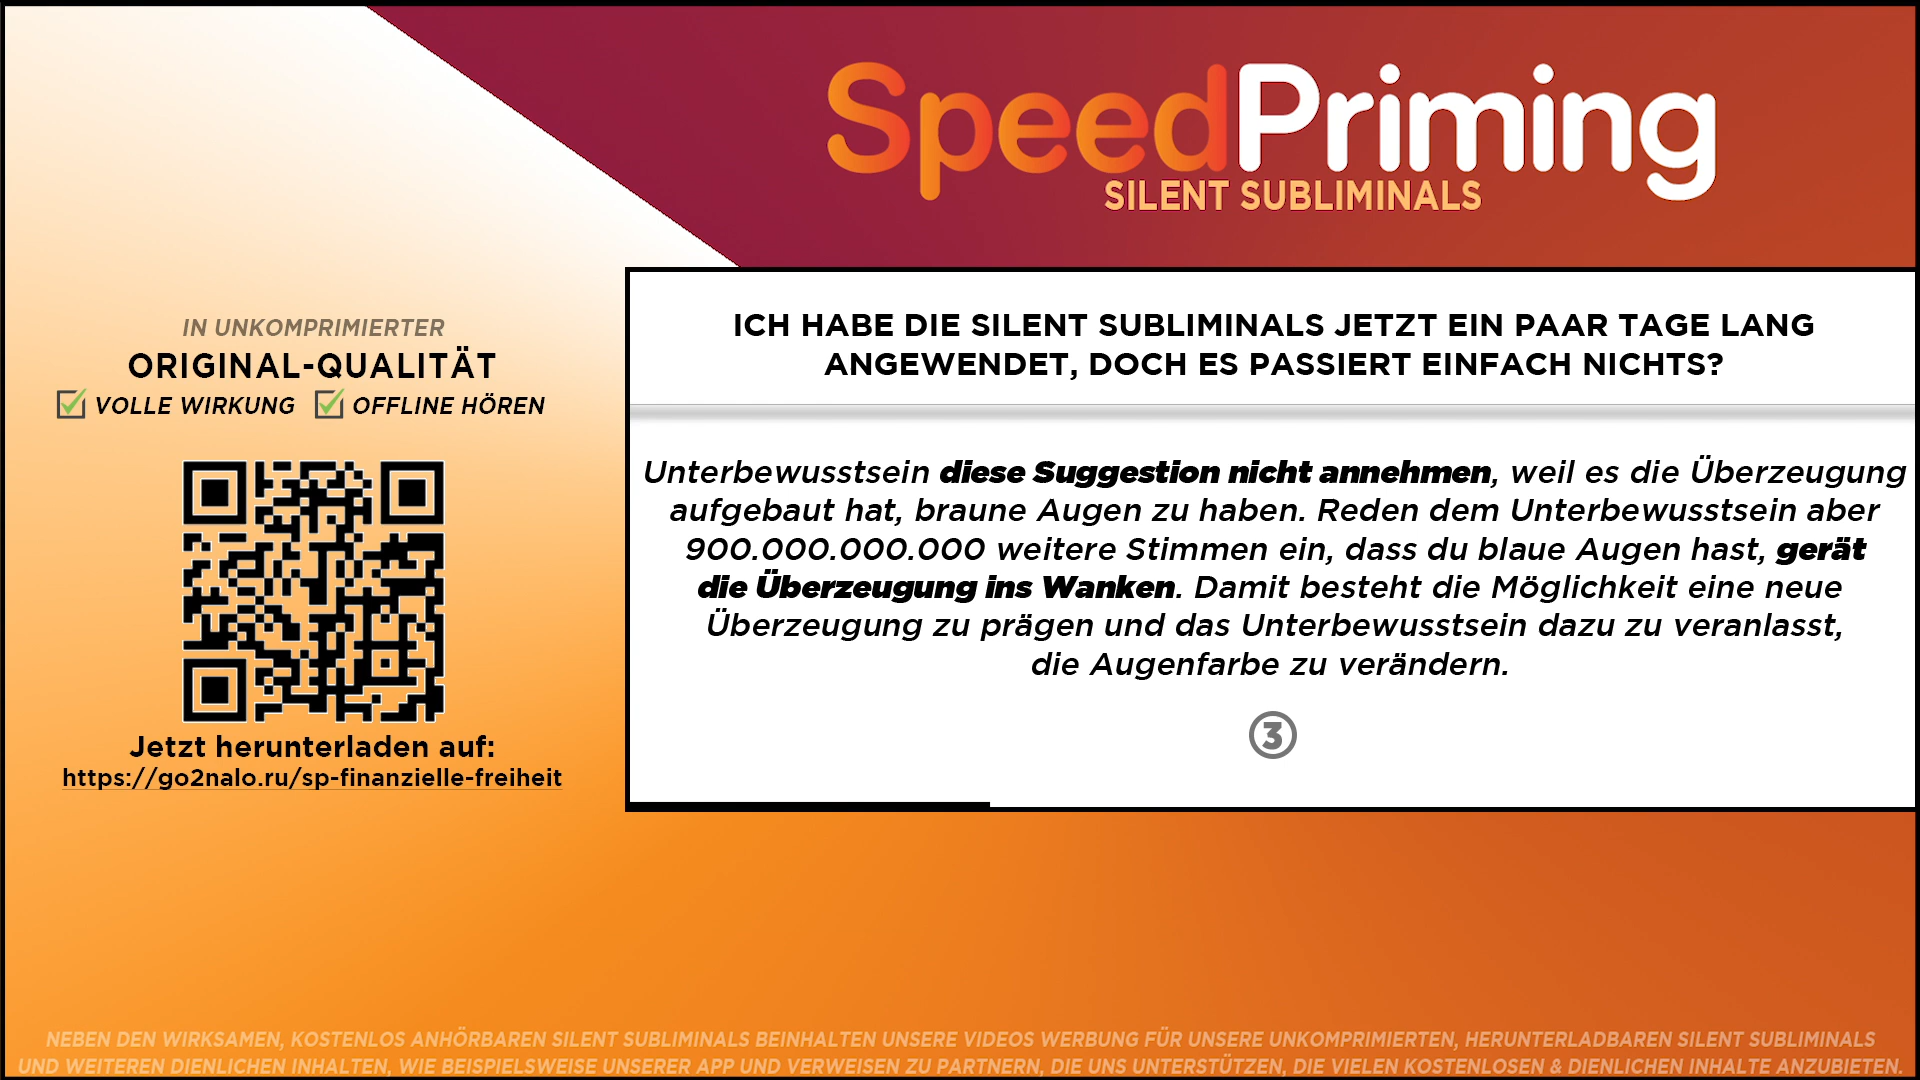 SpeedPriming
SILENT SUBLIMINALS
IN UNKOMPRIMIERTER
ORIGINAL-QUALITÄT
VOLLE WIRKUNG OFFLINE HÖREN
Jetzt herunterladen auf:
https://go2nalo.ru/sp-finanzielle-freiheit
ICH HABE DIE SILENT SUBLIMINALS JETZT EIN PAAR TAGE LANG
ANGEWENDET, DOCH ES PASSIERT EINFACH NICHTS?
Unterbewusstsein diese Suggestion nicht annehmen, weil es die Überzeugung
aufgebaut hat, braune Augen zu haben. Reden dem Unterbewusstsein aber
900.000.000.000 weitere Stimmen ein, dass du blaue Augen hast, gerät
die Überzeugung ins Wanken. Damit besteht die Möglichkeit eine neue
Überzeugung zu prägen und das Unterbewusstsein dazu zu veranlasst,
die Augenfarbe zu verändern.
3
NEBEN DEN WIRKSAMEN, KOSTENLOS ANHÖRBAREN SILENT SUBLIMINALS BEINHALTEN UNSERE VIDEOS WERBUNG FÜR UNSERE UNKOMPRIMIERTEN, HERUNTERLADBAREN SILENT SUBLIMINALS
UND WEITEREN DIENLICHEN INHALTEN, WIE BEISPIELSWEISE UNSERER APP UND VERWEISEN ZU PARTNERN, DIE UNS UNTERSTÜTZEN, DIE VIELEN KOSTENLOSEN & DIENLICHEN INHALTE ANZUBIETEN.